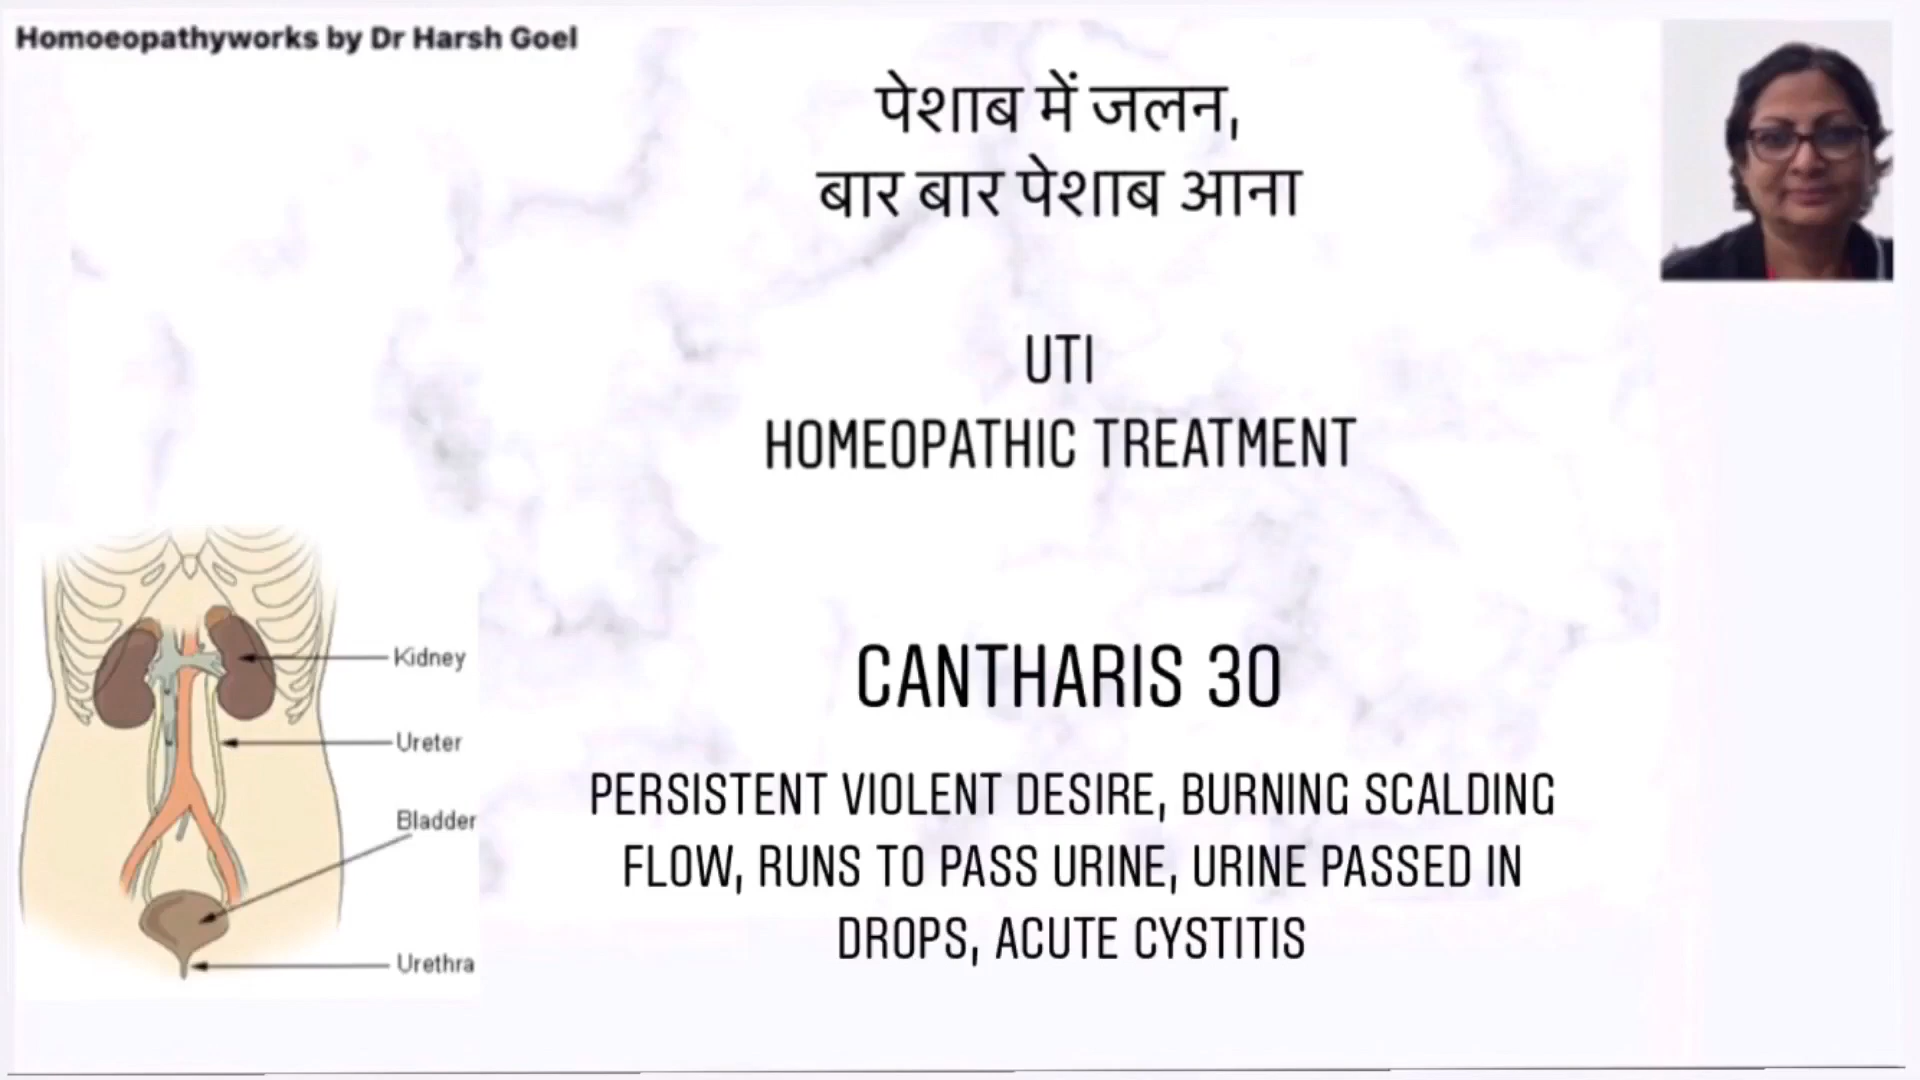 Homoeopathyworks by Dr Harsh Goel
पेशाब में जलन,
बार बार पेशाब आना
UTI
HOMEOPATHIC TREATMENT
CANTHARIS 30
PERSISTENT VIOLENT DESIRE, BURNING SCALDING
FLOW, RUNS TO PASS URINE, URINE PASSED IN
DROPS, ACUTE CYSTITIS
Kidney
Ureter
Bladder
Urethra